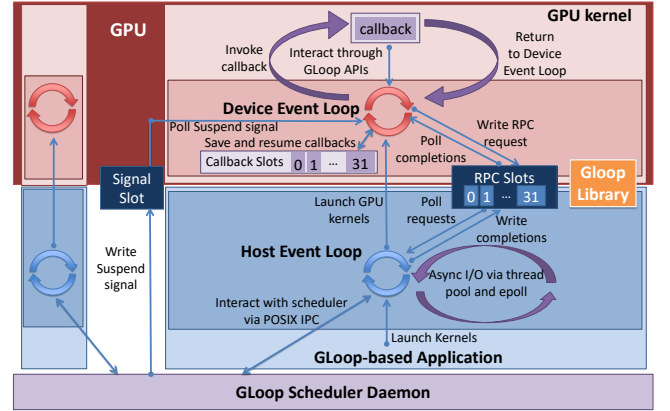 GPU
GPU kernel
callback
Invoke
callback
Interact through
GLoop APIs
Return
to Device
Event Loop
Device Event Loop
Poll Suspend signal
Save and resume callbacks
Callback Slots 0 1 ... 31
Poll
completions
Write RPC
request
Signal
Slot
RPC Slots
0 1 ... 31
Gloop
Library
Launch GPU
kernels
Poll
requests
Write
completions
Write
Suspend
signal
Host Event Loop
Async I/O via thread
pool and epoll
Interact with scheduler
via POSIX IPC
Launch Kernels
GLoop-based Application
GLoop Scheduler Daemon